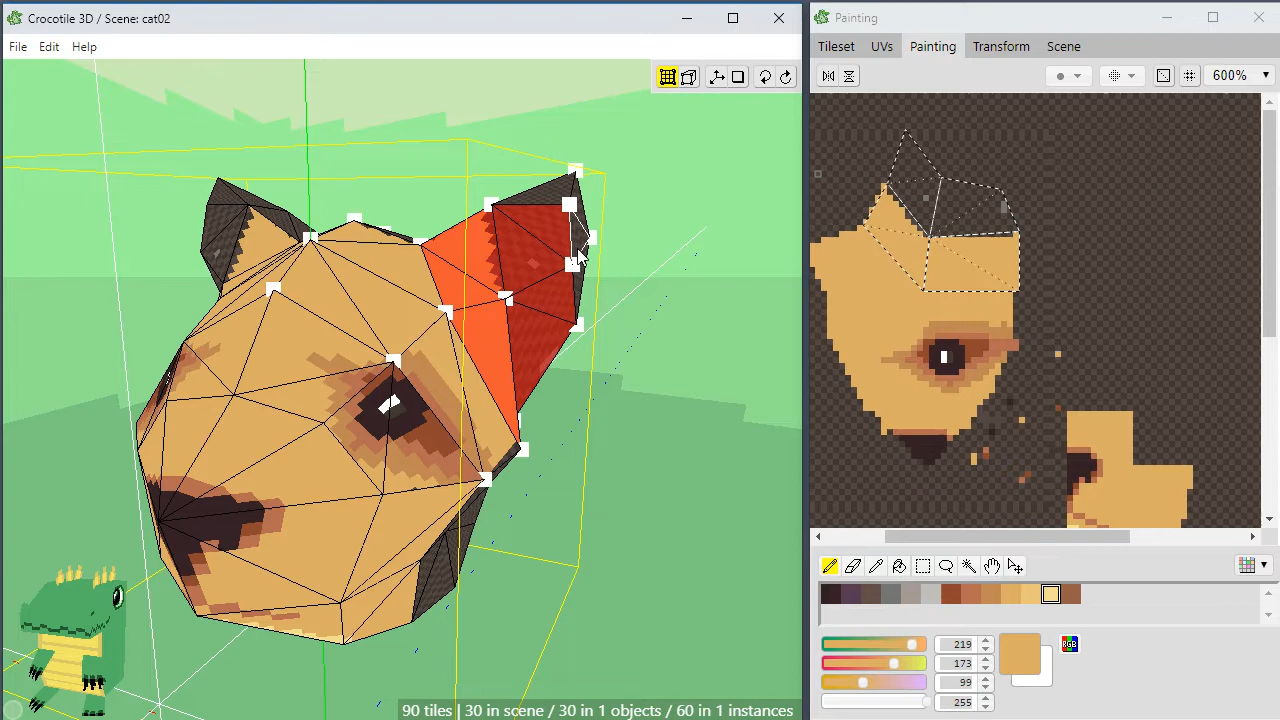 Crocotile 3D / Scene: cat02
File Edit Help
90 tiles | 30 in scene / 30 in 1 objects / 60 in 1 instances
Painting
Tileset UVs Painting Transform Scene
600%
219
173
99
255
RGB